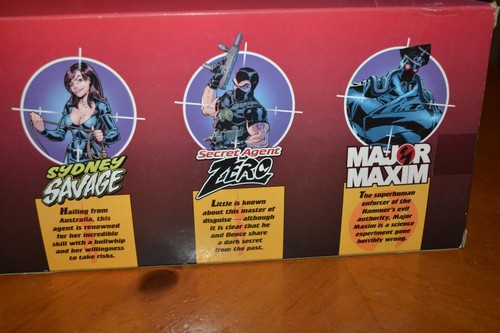 SYDNEY
SAVAGE
Hailing from
Australia, this
agent is renowned
for her incredible
skill with a bullwhip
and her willingness
to take risks.
Secret Agent
ZERO
Little is known
about this master of
disguise — although
it is clear that he
and Deuce share
a dark secret
from the past.
MAJOR
MAXIM
The superhuman
enforcer of the
Hammer's evil
authority, Major
Maxim is a science
experiment gone
horribly wrong.